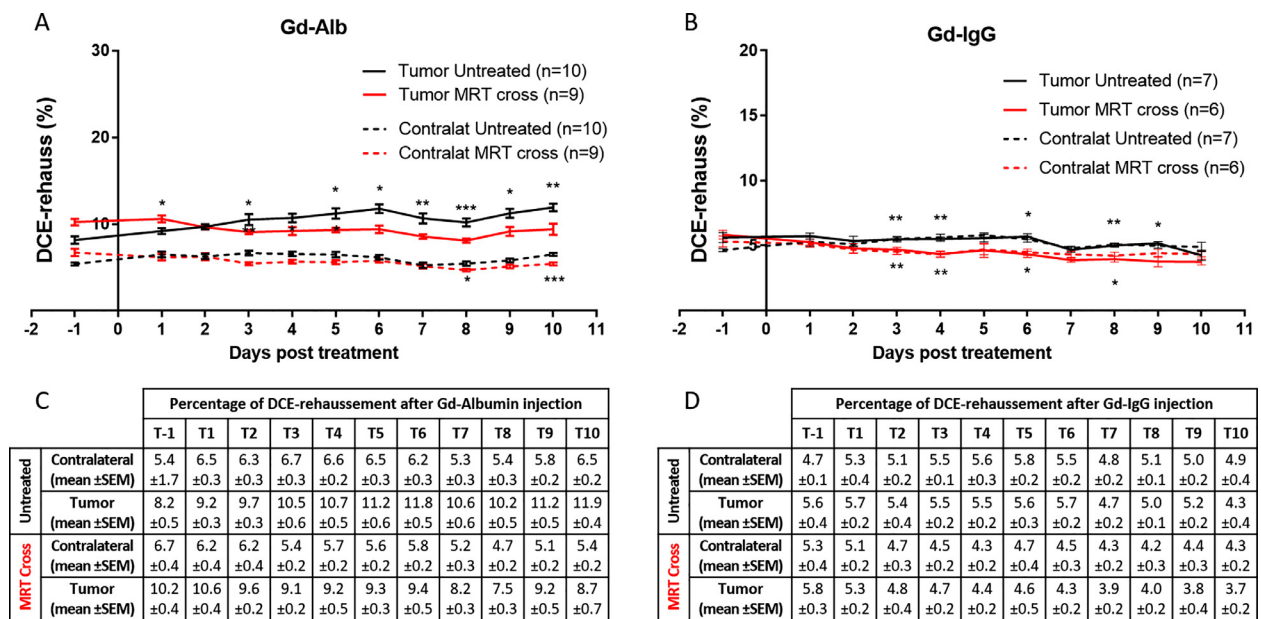 A
Gd-Alb
30
20
10
DCE-rehauss (%)
Tumor Untreated (n=10)
Tumor MRT cross (n=9)
Contralat Untreated (n=10)
Contralat MRT cross (n=9)
* * * * ** *** * **
** * *
* ***
-2 -1 0 1 2 3 4 5 6 7 8 9 10 11
Days post treatment
B
Gd-IgG
20
15
10
5
DCE-rehauss (%)
Tumor Untreated (n=7)
Tumor MRT cross (n=6)
Contralat Untreated (n=7)
Contralat MRT cross (n=6)
** ** * ** *
** ** * *
-2 -1 0 1 2 3 4 5 6 7 8 9 10 11
Days post teatement
C
Percentage of DCE-rehaussement after Gd-Albumin injection
T-1 T1 T2 T3 T4 T5 T6 T7 T8 T9 T10
Untreated
Contralateral 5.4 6.5 6.3 6.7 6.6 6.5 6.2 5.3 5.4 5.8 6.5
(mean ±SEM) ±1.7 ±0.3 ±0.3 ±0.3 ±0.2 ±0.3 ±0.3 ±0.3 ±0.3 ±0.2 ±0.2
Tumor 8.2 9.2 9.7 10.5 10.7 11.2 11.8 10.6 10.2 11.2 11.9
(mean ±SEM) ±0.5 ±0.3 ±0.3 ±0.6 ±0.5 ±0.6 ±0.5 ±0.6 ±0.5 ±0.5 ±0.4
MRT Cross
Contralateral 6.7 6.2 6.2 5.4 5.7 5.6 5.8 5.2 4.7 5.1 5.4
(mean ±SEM) ±0.4 ±0.4 ±0.4 ±0.2 ±0.2 ±0.2 ±0.3 ±0.2 ±0.2 ±0.2 ±0.2
Tumor 10.2 10.6 9.6 9.1 9.2 9.3 9.4 8.2 7.5 9.2 8.7
(mean ±SEM) ±0.4 ±0.4 ±0.2 ±0.2 ±0.5 ±0.3 ±0.5 ±0.3 ±0.3 ±0.5 ±0.7
D
Percentage of DCE-rehaussement after Gd-IgG injection
T-1 T1 T2 T3 T4 T5 T6 T7 T8 T9 T10
Untreated
Contralateral 4.7 5.3 5.1 5.5 5.6 5.8 5.5 4.8 5.1 5.0 4.9
(mean ±SEM) ±0.1 ±0.4 ±0.2 ±0.1 ±0.3 ±0.2 ±0.2 ±0.2 ±0.2 ±0.2 ±0.4
Tumor 5.6 5.7 5.4 5.5 5.5 5.6 5.7 4.7 5.0 5.2 4.3
(mean ±SEM) ±0.4 ±0.2 ±0.4 ±0.2 ±0.2 ±0.3 ±0.2 ±0.2 ±0.1 ±0.2 ±0.4
MRT Cross
Contralateral 5.3 5.1 4.7 4.5 4.3 4.7 4.5 4.3 4.2 4.4 4.3
(mean ±SEM) ±0.4 ±0.3 ±0.2 ±0.2 ±0.2 ±0.4 ±0.2 ±0.3 ±0.2 ±0.3 ±0.2
Tumor 5.8 5.3 4.8 4.7 4.4 4.6 4.3 3.9 4.0 3.8 3.7
(mean ±SEM) ±0.3 ±0.2 ±0.4 ±0.2 ±0.2 ±0.5 ±0.2 ±0.2 ±0.2 ±0.4 ±0.2